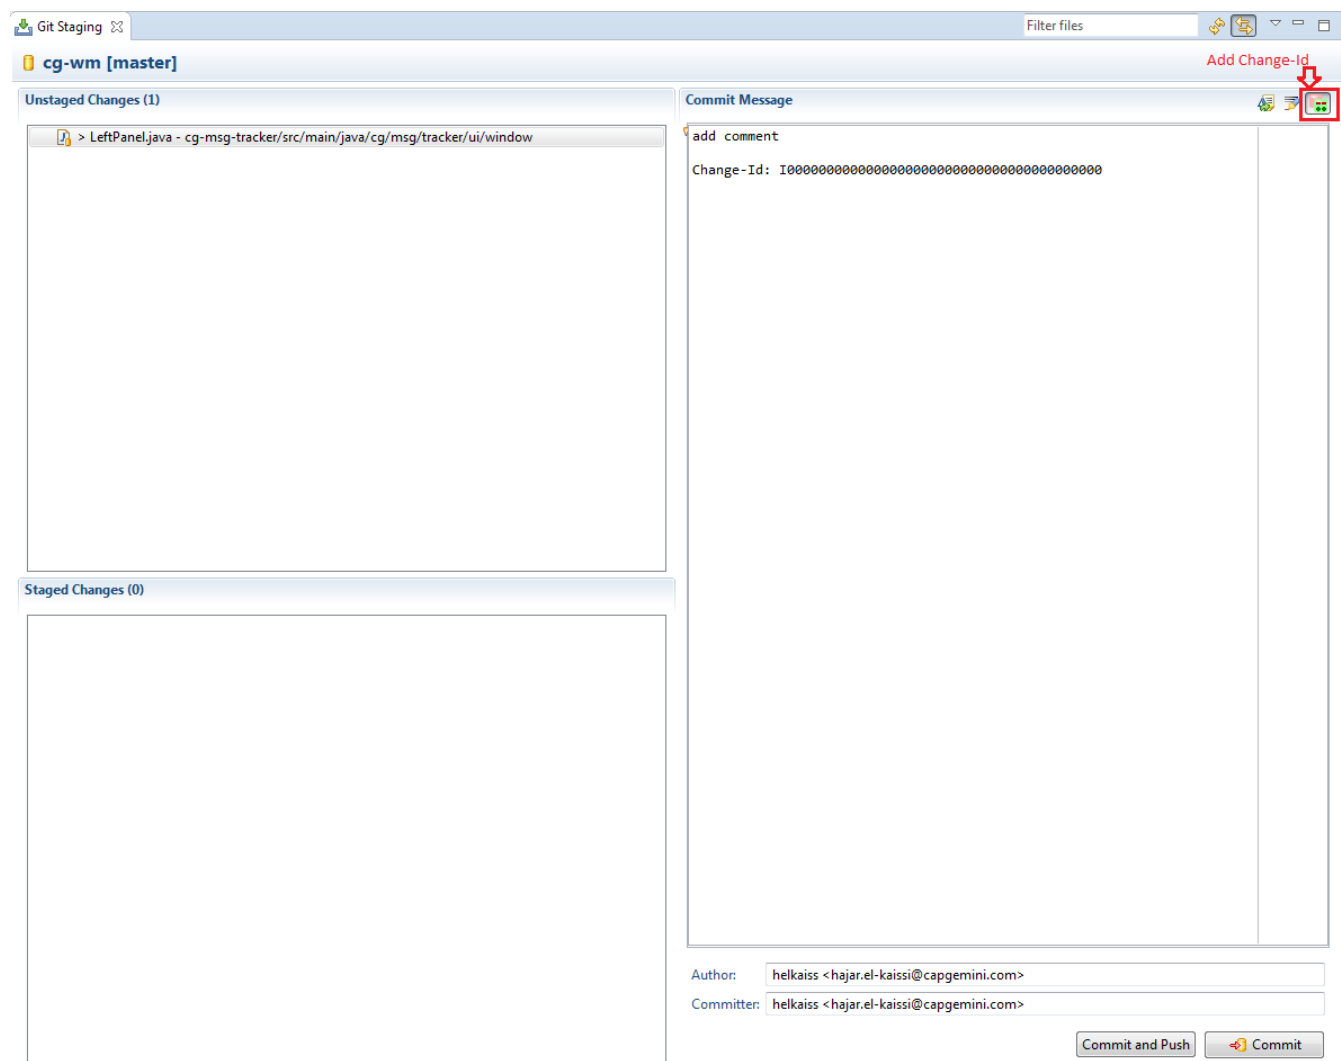 Git Staging
Filter files
cg-wm [master]
Add Change-Id
Unstaged Changes (1)
> LeftPanel.java - cg-msg-tracker/src/main/java/cg/msg/tracker/ui/window
Commit Message
add comment
Change-Id: I0000000000000000000000000000000000000000
Staged Changes (0)
Author: helkaiss <hajar.el-kaissi@capgemini.com>
Committer: helkaiss <hajar.el-kaissi@capgemini.com>
Commit and Push
Commit